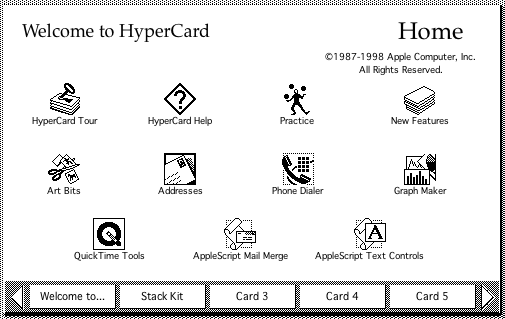 Welcome to HyperCard
Home
©1987-1998 Apple Computer, Inc.
All Rights Reserved.
HyperCard Tour
HyperCard Help
Practice
New Features
Art Bits
Addresses
Phone Dialer
Graph Maker
QuickTime Tools
AppleScript Mail Merge
AppleScript Text Controls
Welcome to...
Stack Kit
Card 3
Card 4
Card 5